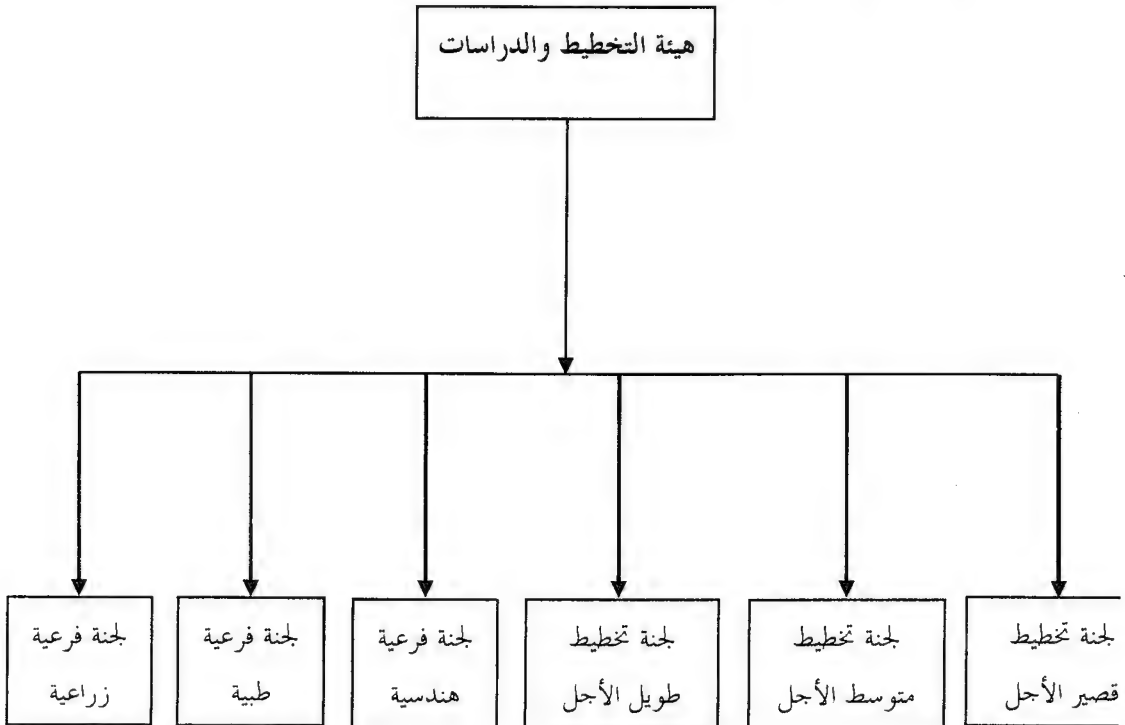 هيئة التخطيط والدراسات
لجنة تخطيط
قصير الأجل
لجنة تخطيط
متوسط الأجل
لجنة تخطيط
طويل الأجل
لجنة فرعية
هندسية
لجنة فرعية
طبية
لجنة فرعية
زراعية